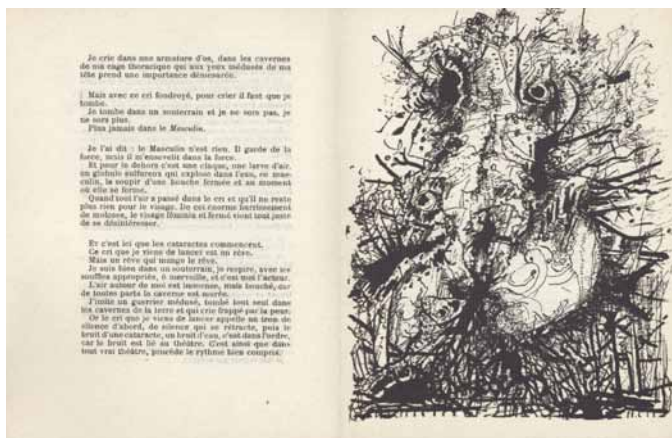 Je crie dans une armature d'os, dans les cavernes
de ma cage thoracique qui aux yeux médusés de ma
tête prend une importance démesurée.
Mais avec ce cri foudroyé, pour crier il faut que je
tombe.
Je tombe dans un souterrain et je ne sors pas, je
ne sors plus.
Plus jamais dans le Masculin.
Je l'ai dit : le Masculin n'est rien. Il garde de la
force, mais il m'ensevelit dans la force.
Et pour le dehors c'est une claque, une larve d'air,
un globule sulfureux qui explose dans l'eau, ce mas-
culin, la soupir d'une bouche fermée et au moment
où elle se ferme.
Quand tout l'air a passé dans le cri et qu'il ne reste
plus rien pour le visage. De cet énorme barrissement
de molosse, le visage féminin et fermé vient tout juste
de se désintéresser.
Et c'est ici que les cataractes commencent.
Ce cri que je viens de lancer est un rêve.
Mais un rêve qui mange le rêve.
Je suis bien dans un souterrain, je respire, avec les
souffles appropriés, ô merveille, et c'est moi l'acteur.
L'air autour de moi est immense, mais bouché, car
de toutes parts la caverne est murée.
J'imite un guerrier médusé, tombé tout seul dans
les cavernes de la terre et qui crie frappé par la peur.
Or le cri que je viens de lancer appelle un trou de
silence d'abord, de silence qui se rétracte, puis le
bruit d'une cataracte, un bruit d'eau, c'est dans l'ordre,
car le bruit est lié au théâtre. C'est ainsi que dans
tout vrai théâtre, procède le rythme bien compris.